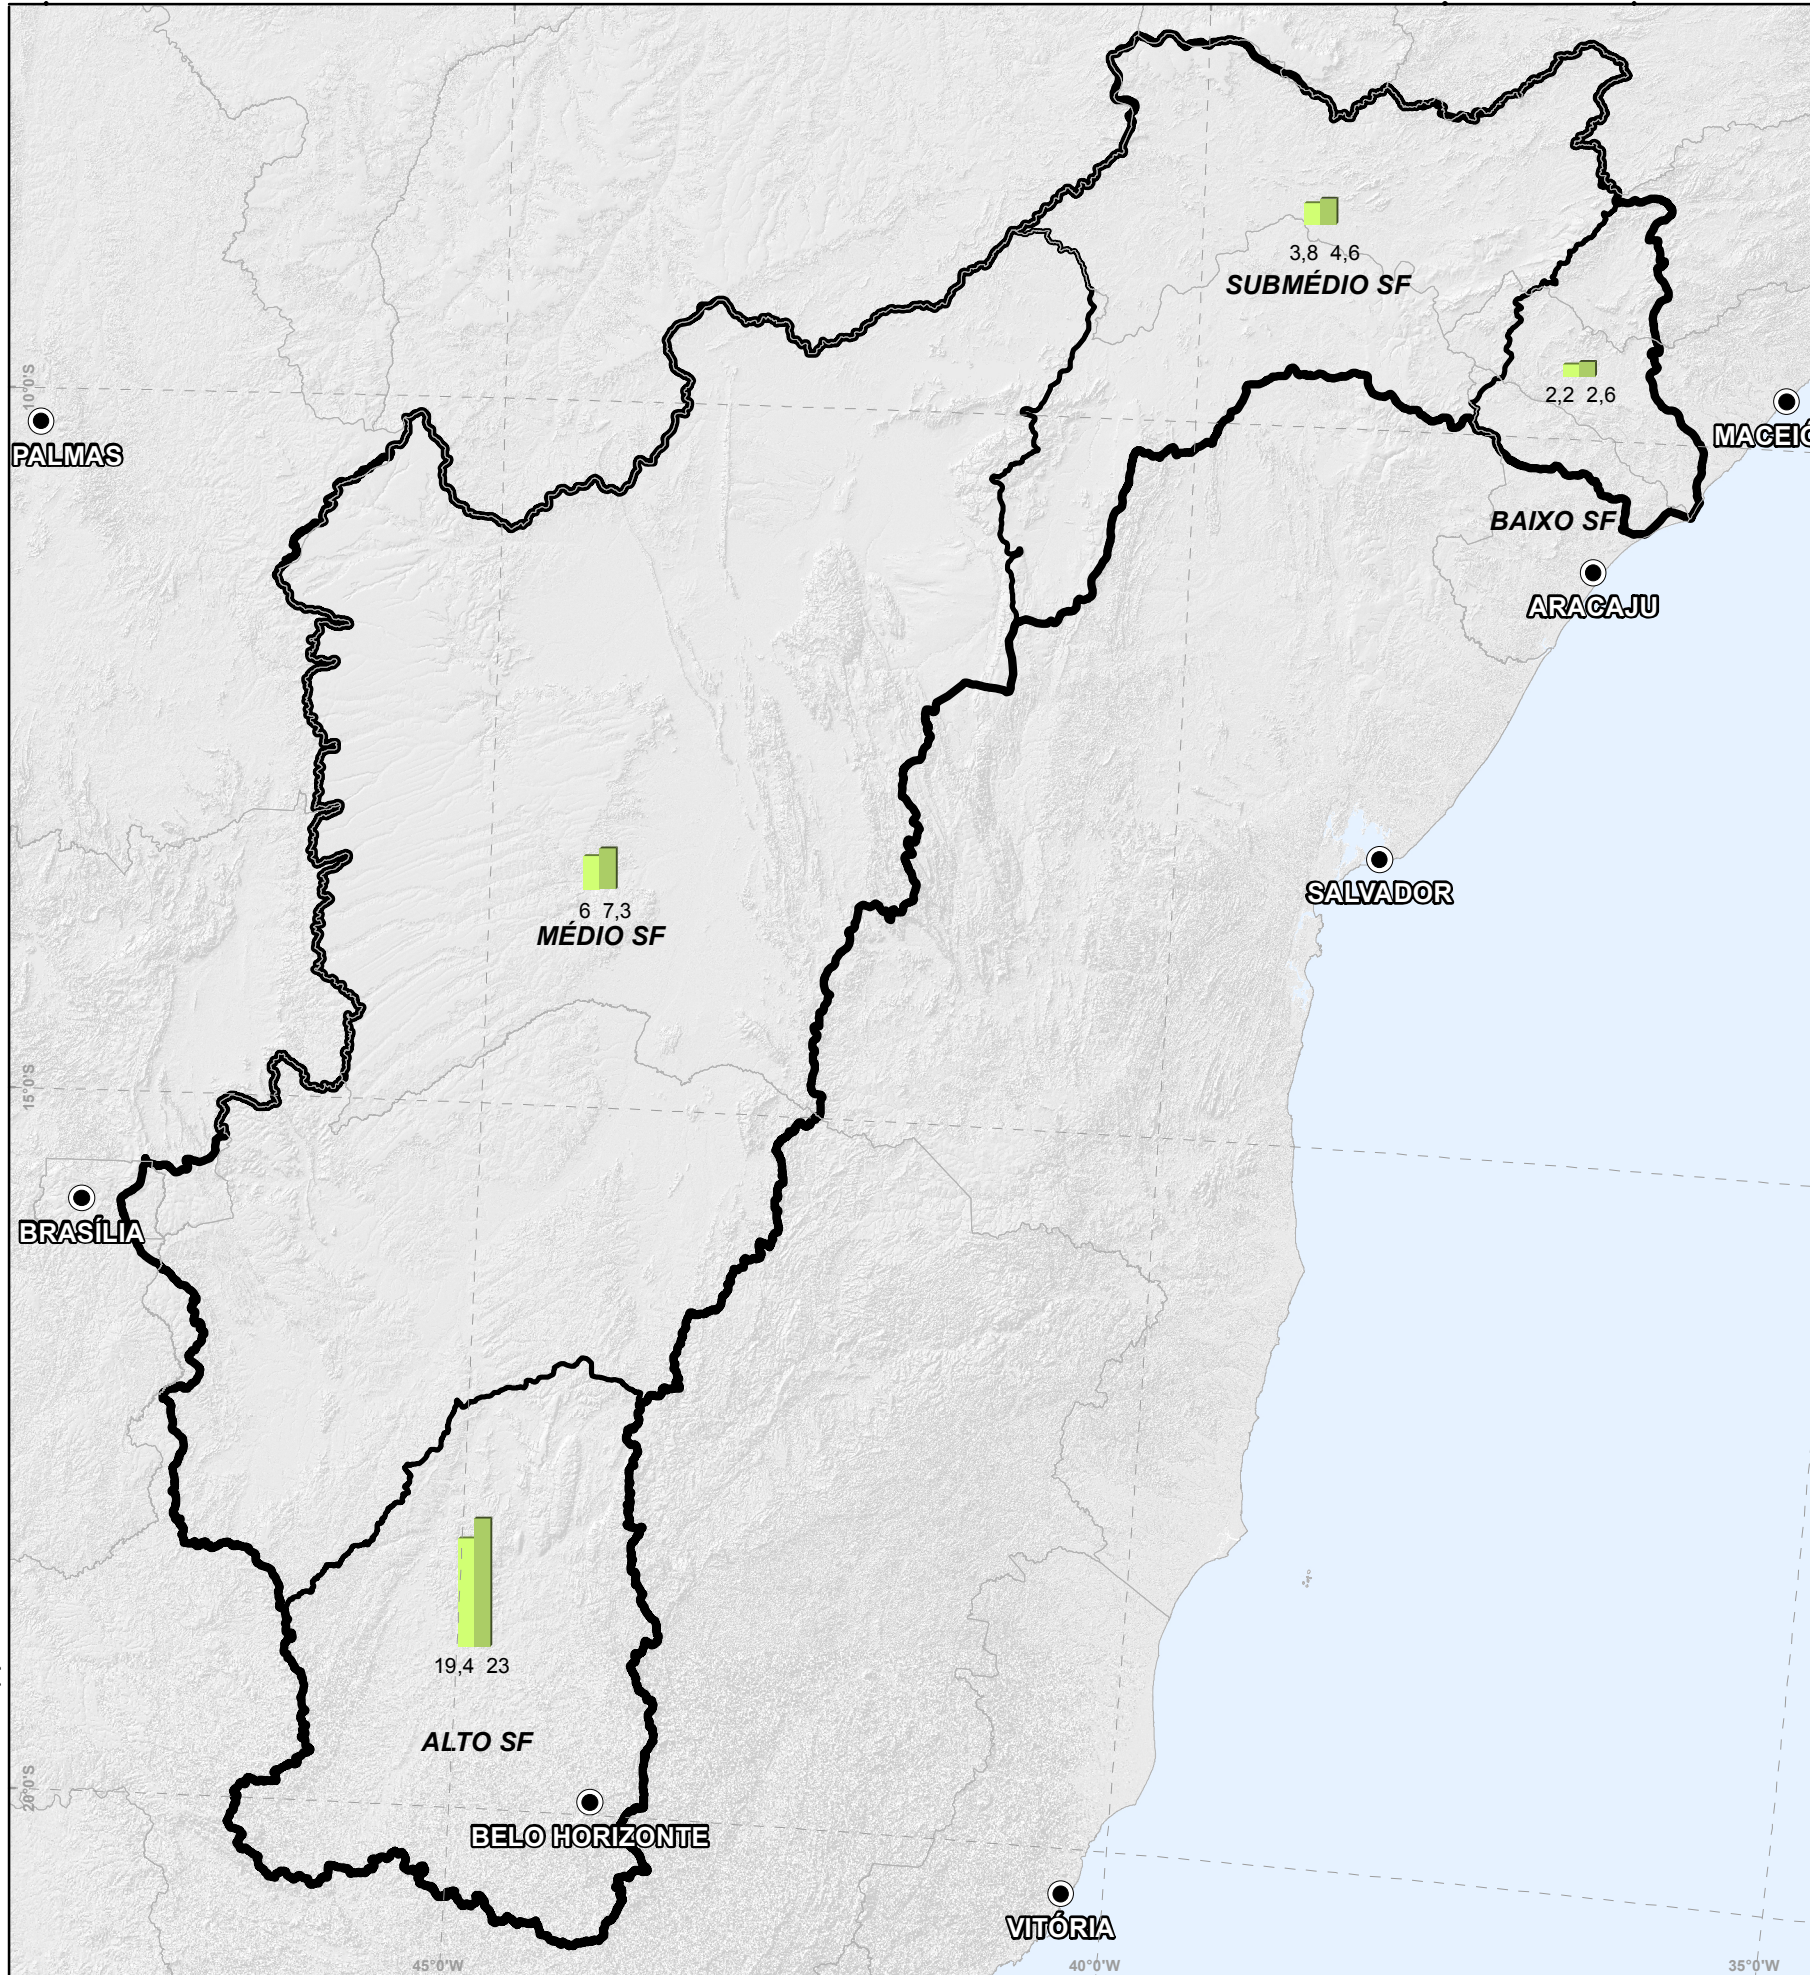 3,8 4,6
SUBMÉDIO SF
10°0'S
2,2 2,6
PALMAS
MACEIÓ
BAIXO SF
ARACAJU
SALVADOR
6 7,3
MÉDIO SF
15°0'S
BRASÍLIA
19,4 23
ALTO SF
20°0'S
BELO HORIZONTE
VITÓRIA
45°0'W
40°0'W
35°0'W